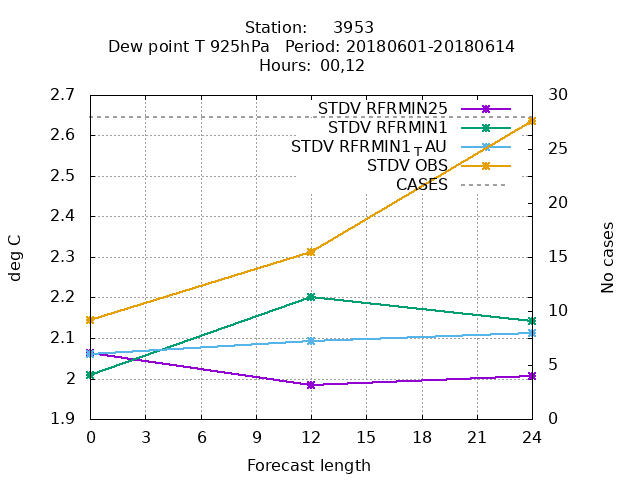 Station: 3953
Dew point T 925hPa Period: 20180601-20180614
Hours: 00,12
STDV RFRMIN25
STDV RFRMIN1
STDV RFRMIN1TAU
STDV OBS
CASES
2.7
2.6
2.5
2.4
2.3
2.2
2.1
2
1.9
30
25
20
15
10
5
0
deg C
No cases
0 3 6 9 12 15 18 21 24
Forecast length